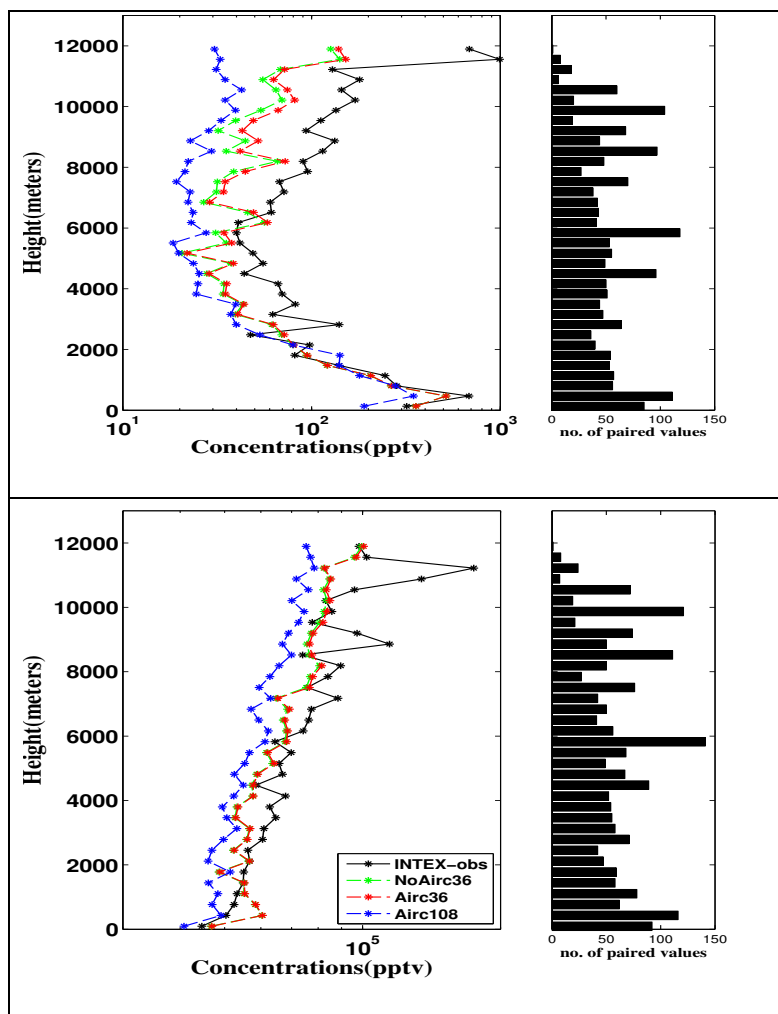 12000
10000
8000
6000
4000
2000
0
Height(meters)
10^1
10^2
10^3
Concentrations(pptv)
0
50
100
150
no. of paired values
12000
10000
8000
6000
4000
2000
0
Height(meters)
INTEX-obs
NoAirc36
Airc36
Airc108
10^5
Concentrations(pptv)
0
50
100
150
no. of paired values